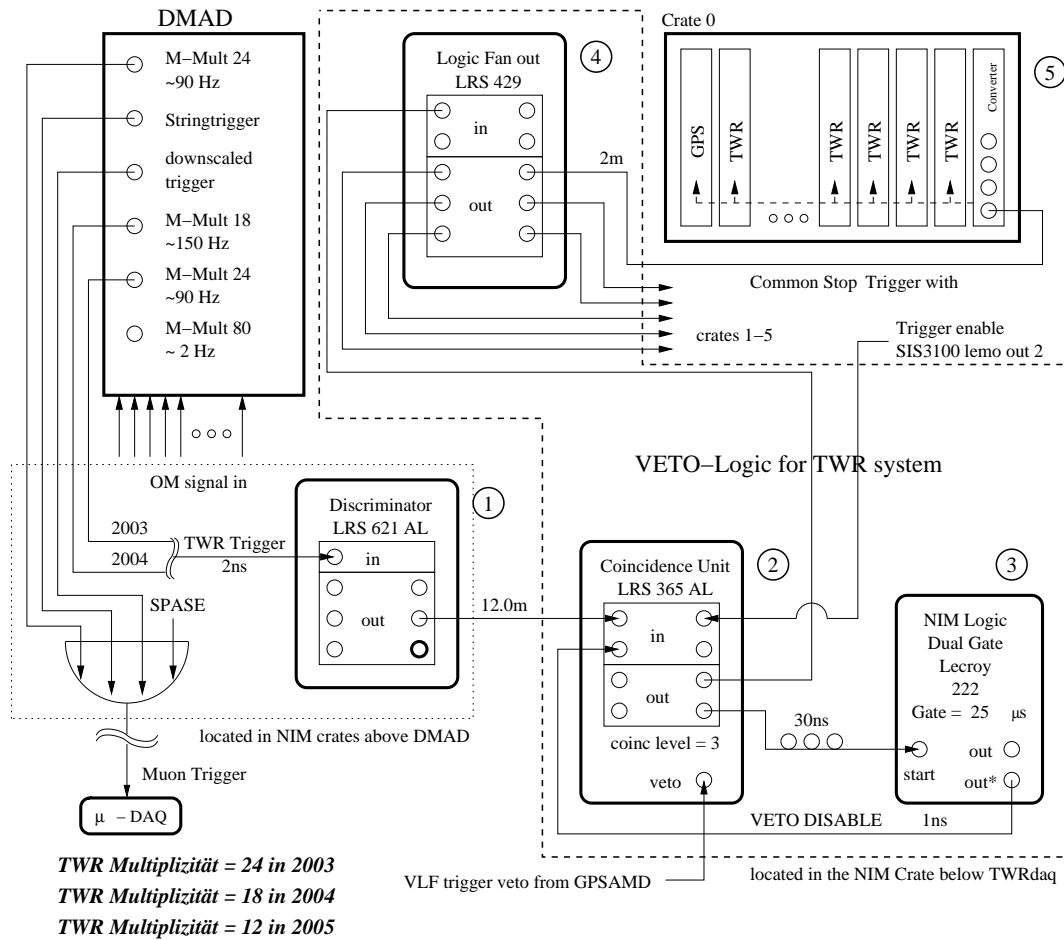 DMAD
M–Mult 24
~90 Hz
Stringtrigger
downscaled
trigger
M–Mult 18
~150 Hz
M–Mult 24
~90 Hz
M–Mult 80
~ 2 Hz
OM signal in
Logic Fan out
LRS 429
in
out
4
2m
Crate 0
GPS
TWR
TWR
TWR
TWR
TWR
Converter
5
Common Stop Trigger with
crates 1–5
Trigger enable
SIS3100 lemo out 2
VETO–Logic for TWR system
2003
2004
TWR Trigger
2ns
SPASE
Discriminator
LRS 621 AL
in
out
1
12.0m
located in NIM crates above DMAD
Muon Trigger
μ – DAQ
Coincidence Unit
LRS 365 AL
in
out
coinc level = 3
veto
2
30ns
3
NIM Logic
Dual Gate
Lecroy
222
Gate = 25 μs
start
out
out*
VETO DISABLE 1ns
VLF trigger veto from GPSAMD
located in the NIM Crate below TWRdaq
TWR Multiplizität = 24 in 2003
TWR Multiplizität = 18 in 2004
TWR Multiplizität = 12 in 2005